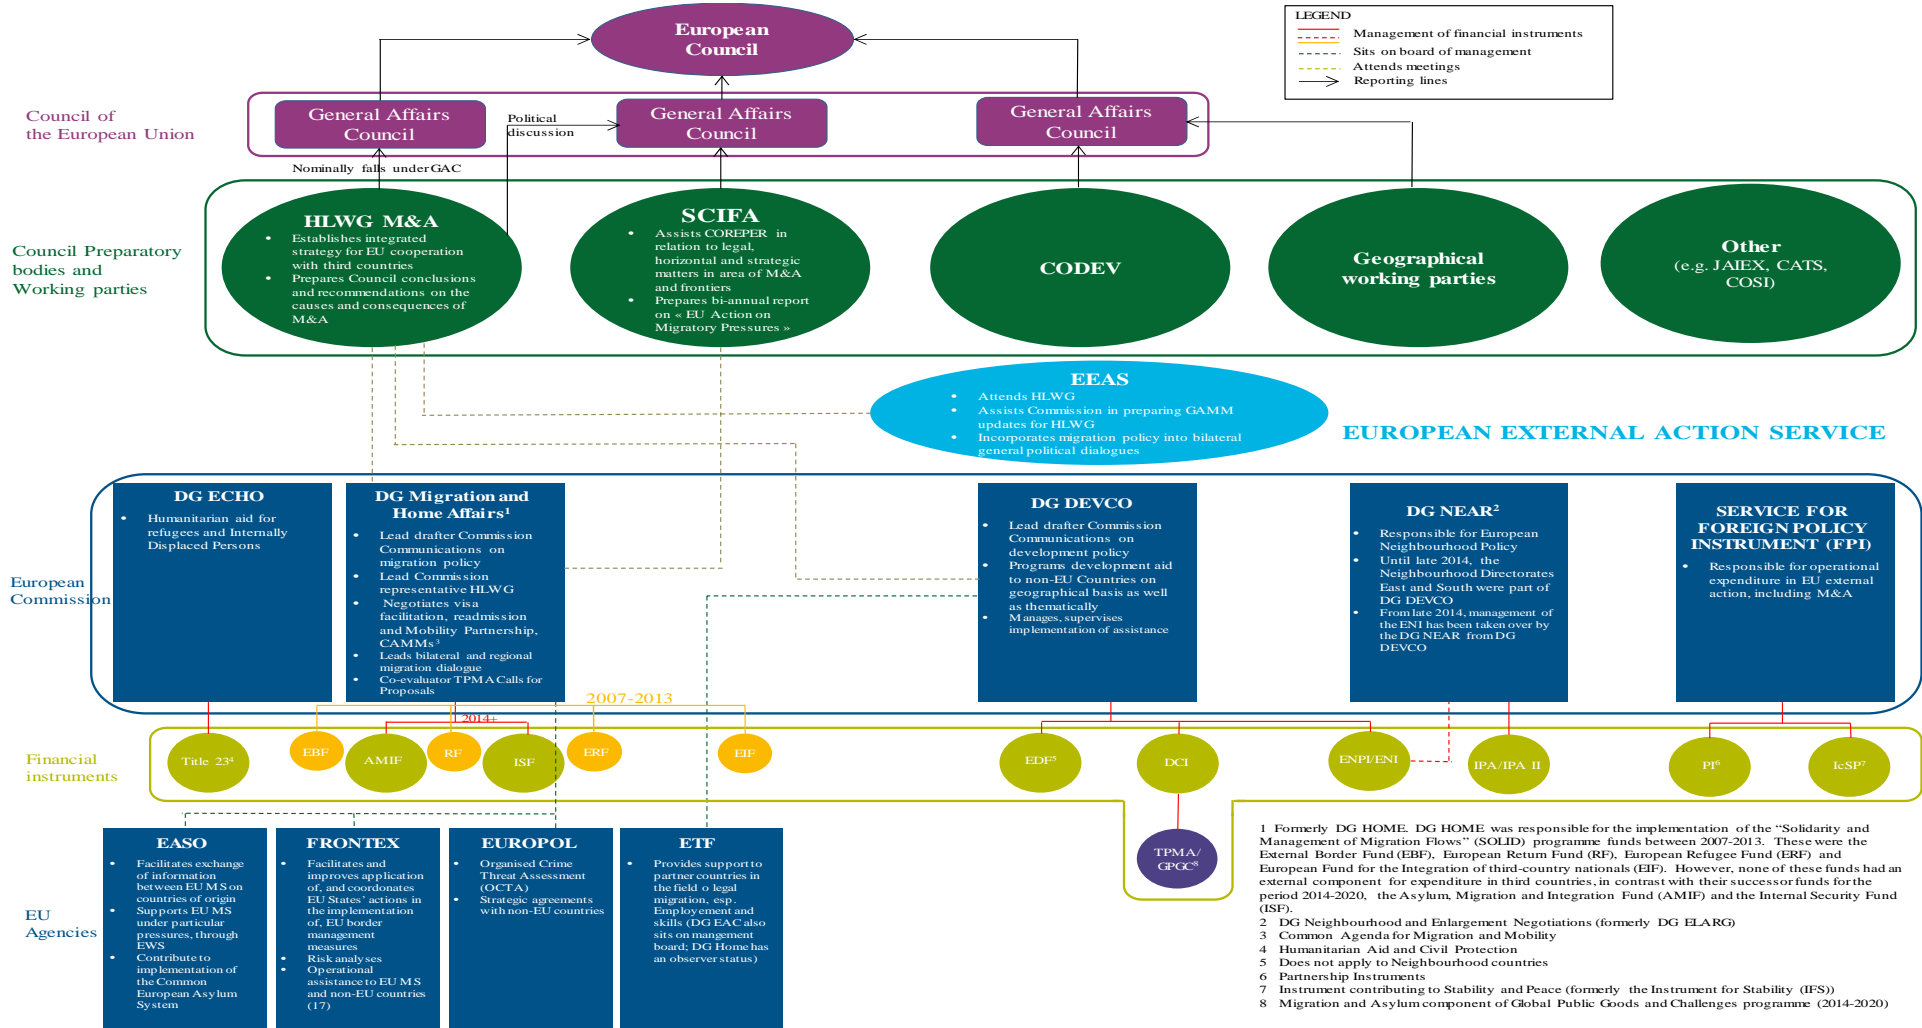 European
Council
LEGEND
Management of financial instruments
Sits on board of management
Attends meetings
Reporting lines
Council of
the European Union
General Affairs
Council
Political
discussion
General Affairs
Council
General Affairs
Council
Nominally falls under GAC
Council Preparatory
bodies and
Working parties
HLWG M&A
• Establishes integrated
strategy for EU cooperation
with third countries
• Prepares Council conclusions
and recommendations on the
causes and consequences of
M&A
SCIFA
• Assists COREPER in
relation to legal,
horizontal and strategic
matters in area of M&A
and frontiers
• Prepares bi-annual report
on « EU Action on
Migratory Pressures »
CODEV
Geographical
working parties
Other
(e.g. JAIEX, CATS,
COSI)
EEAS
• Attends HLWG
• Assists Commission in preparing GAMM
updates for HLWG
• Incorporates migration policy into bilateral
general political dialogues
EUROPEAN EXTERNAL ACTION SERVICE
European
Commission
DG ECHO
• Humanitarian aid for
refugees and Internally
Displaced Persons
DG Migration and
Home Affairs¹
• Lead drafter Commission
Communications on
migration policy
• Lead Commission
representative HLWG
• Negotiates visa
facilitation, readmission
and Mobility Partnership,
CAMMs³
• Leads bilateral and regional
migration dialogue
• Co-evaluator TPMA Calls for
Proposals
DG DEVCO
• Lead drafter Commission
Communications on
development policy
• Programs development aid
to non-EU Countries on
geographical basis as well
as thematically
• Manages, supervises
implementation of assistance
DG NEAR²
• Responsible for European
Neighbourhood Policy
• Until late 2014, the
Neighbourhood Directorates
East and South were part of
DG DEVCO
• From late 2014, management of
the ENI has been taken over by
the DG NEAR from DG
DEVCO
SERVICE FOR
FOREIGN POLICY
INSTRUMENT (FPI)
• Responsible for operational
expenditure in EU external
action, including M&A
2007-2013
2014+
Financial
instruments
Title 23⁴
EBF
AMIF
RF
ISF
ERF
EIF
EDF⁵
DCI
ENPI/ENI
IPA/IPA II
PI⁶
IcSP⁷
TPMA/
GPGC⁸
EU
Agencies
EASO
• Facilitates exchange
of information
between EU MS on
countries of origin
• Supports EU MS
under particular
pressures, through
EWS
• Contribute to
implementation of
the Common
European Asylum
System
FRONTEX
• Facilitates and
improves application
of, and coordonates
EU States' actions in
the implementation
of, EU border
management
measures
• Risk analyses
• Operational
assistance to EU MS
and non-EU countries
(17)
EUROPOL
• Organised Crime
Threat Assessment
(OCTA)
• Strategic agreements
with non-EU countries
ETF
• Provides support to
partner countries in
the field o legal
migration, esp.
Employement and
skills (DG EAC also
sits on mangement
board; DG Home has
an observer status)
1 Formerly DG HOME. DG HOME was responsible for the implementation of the “Solidarity and
Management of Migration Flows” (SOLID) programme funds between 2007-2013. These were the
External Border Fund (EBF), European Return Fund (RF), European Refugee Fund (ERF) and
European Fund for the Integration of third-country nationals (EIF). However, none of these funds had an
external component for expenditure in third countries, in contrast with their successor funds for the
period 2014-2020, the Asylum, Migration and Integration Fund (AMIF) and the Internal Security Fund
(ISF).
2 DG Neighbourhood and Enlargement Negotiations (formerly DG ELARG)
3 Common Agenda for Migration and Mobility
4 Humanitarian Aid and Civil Protection
5 Does not apply to Neighbourhood countries
6 Partnership Instruments
7 Instrument contributing to Stability and Peace (formerly the Instrument for Stability (IFS))
8 Migration and Asylum component of Global Public Goods and Challenges programme (2014-2020)